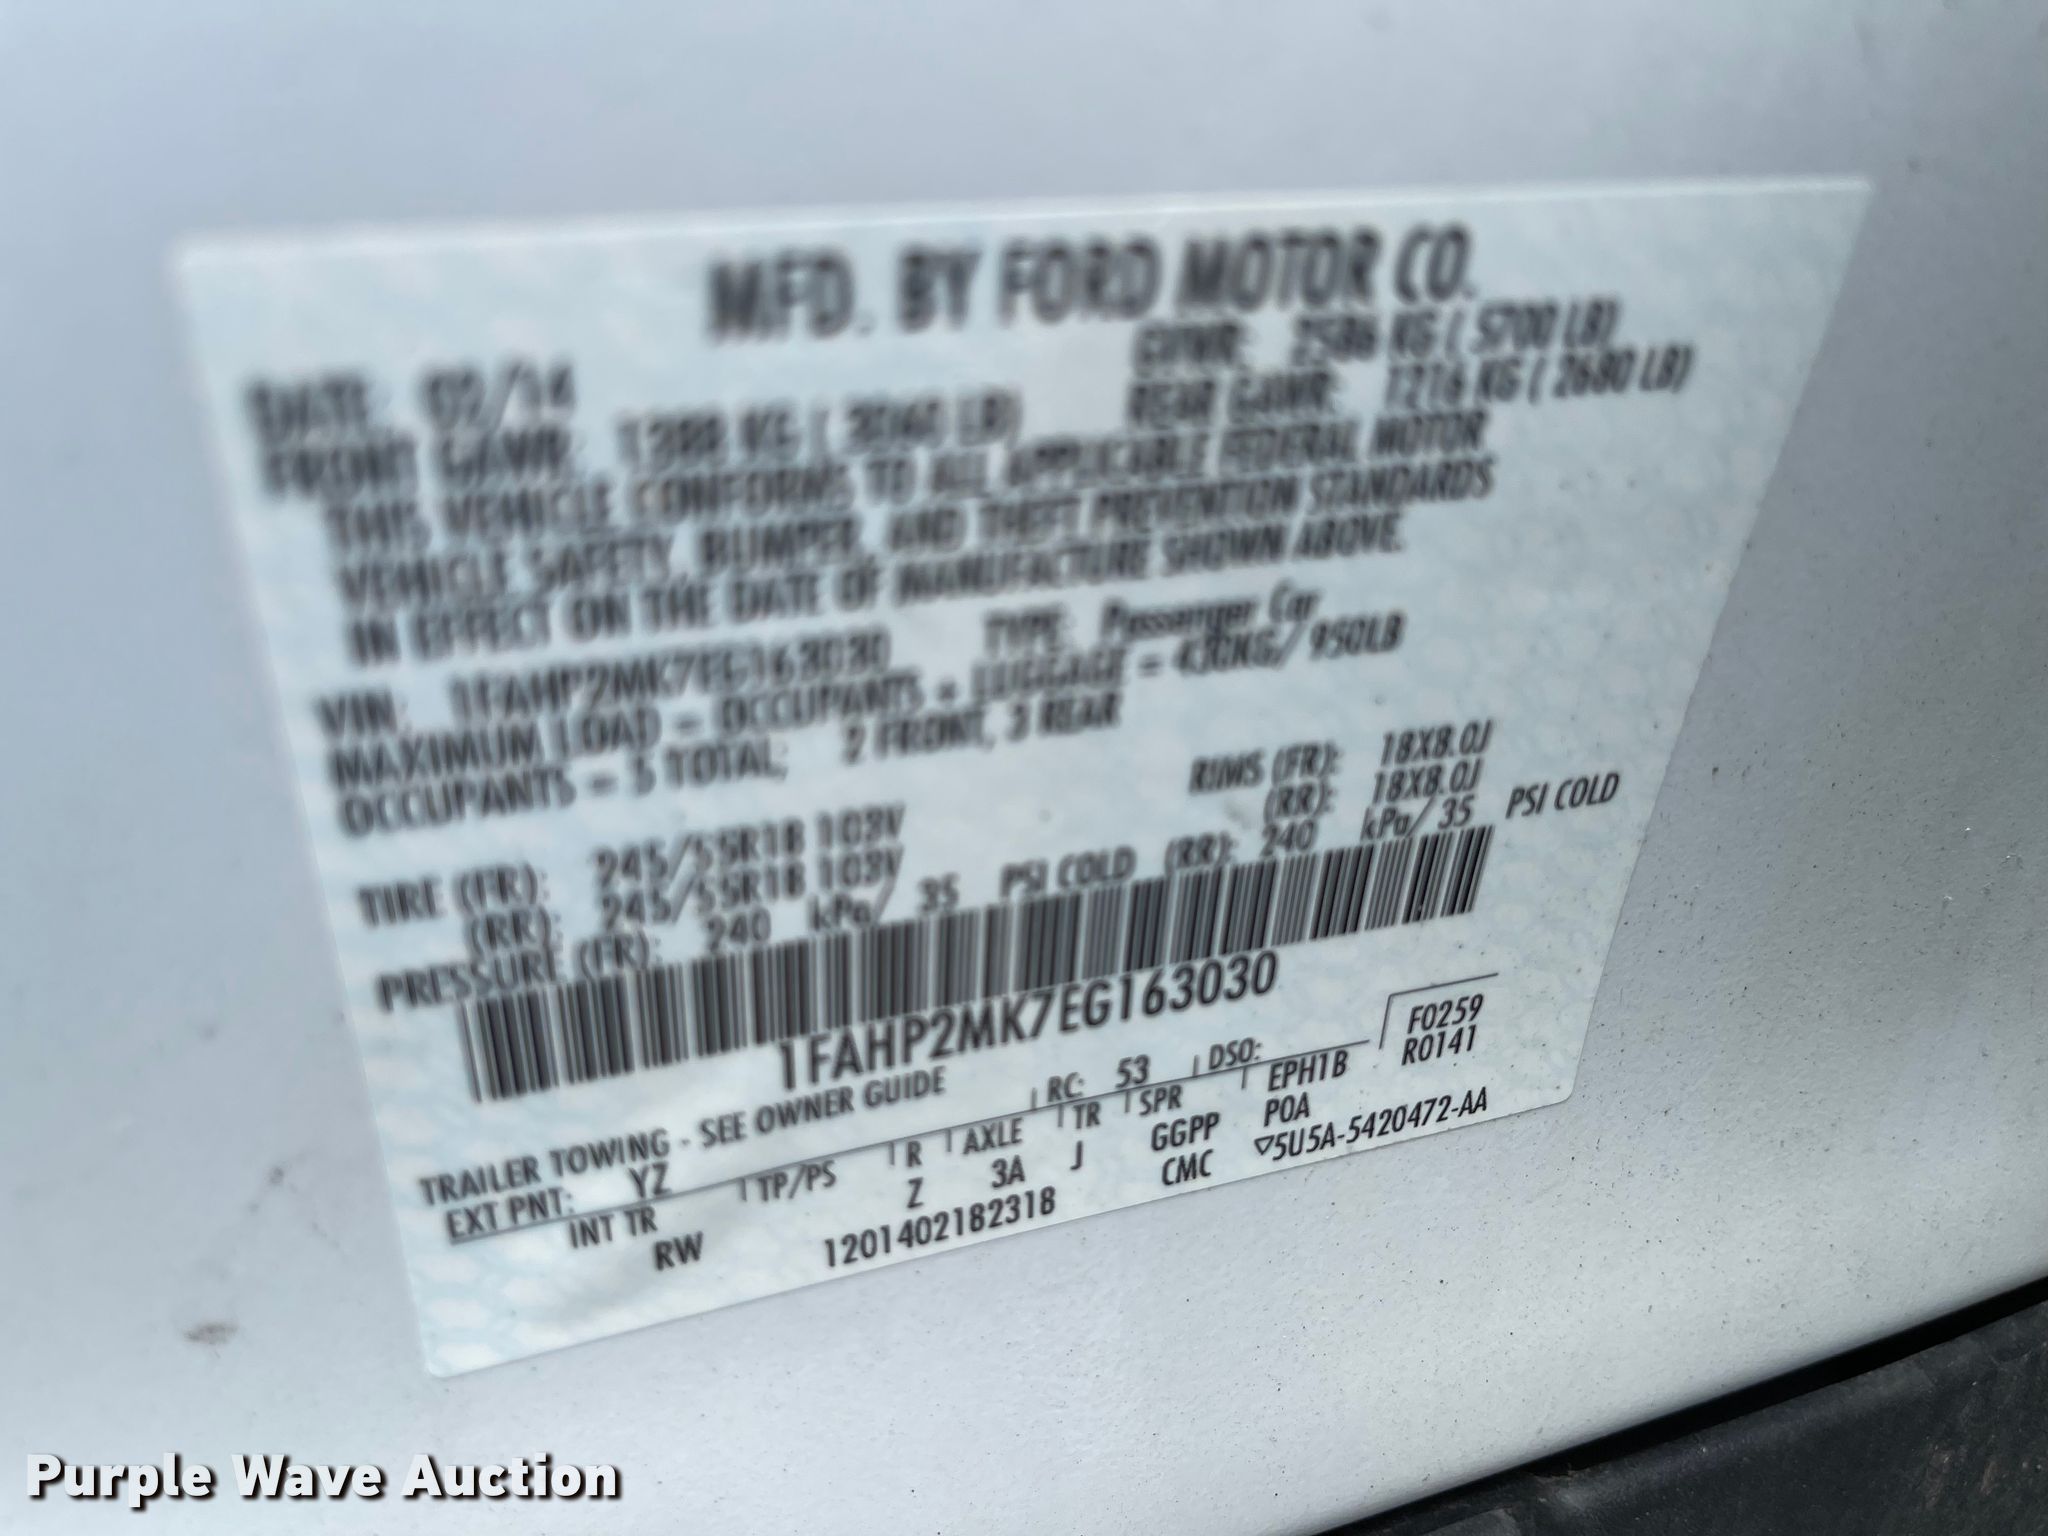 MFD. BY FORD MOTOR CO.
DATE: 02/14 GVWR: 2586 KG ( 5700 LB)
FRONT GAWR: 1388 KG ( 3060 LB) REAR GAWR: 1216 KG ( 2680 LB)
THIS VEHICLE CONFORMS TO ALL APPLICABLE FEDERAL MOTOR
VEHICLE SAFETY, BUMPER, AND THEFT PREVENTION STANDARDS
IN EFFECT ON THE DATE OF MANUFACTURE SHOWN ABOVE.
VIN: 1FAHP2MK7EG163030 TYPE: Passenger Car
MAXIMUM LOAD = OCCUPANTS + LUGGAGE = 430KG/ 950LB
OCCUPANTS = 5 TOTAL; 2 FRONT, 3 REAR
TIRE (FR): 245/55R18 103V RIMS (FR): 18X8.0J
(RR): 245/55R18 103V (RR): 18X8.0J
PRESSURE (FR): 240 kPa/ 35 PSI COLD (RR): 240 kPa/ 35 PSI COLD
1FAHP2MK7EG163030
F0259
R0141
TRAILER TOWING - SEE OWNER GUIDE
EXT PNT: YZ RC: 53 DSO:
INT TR TP/PS R AXLE TR SPR EPH1B
RW Z 3A J GGPP POA
1201402182318 CMC ▽5U5A-5420472-AA
Purple Wave Auction